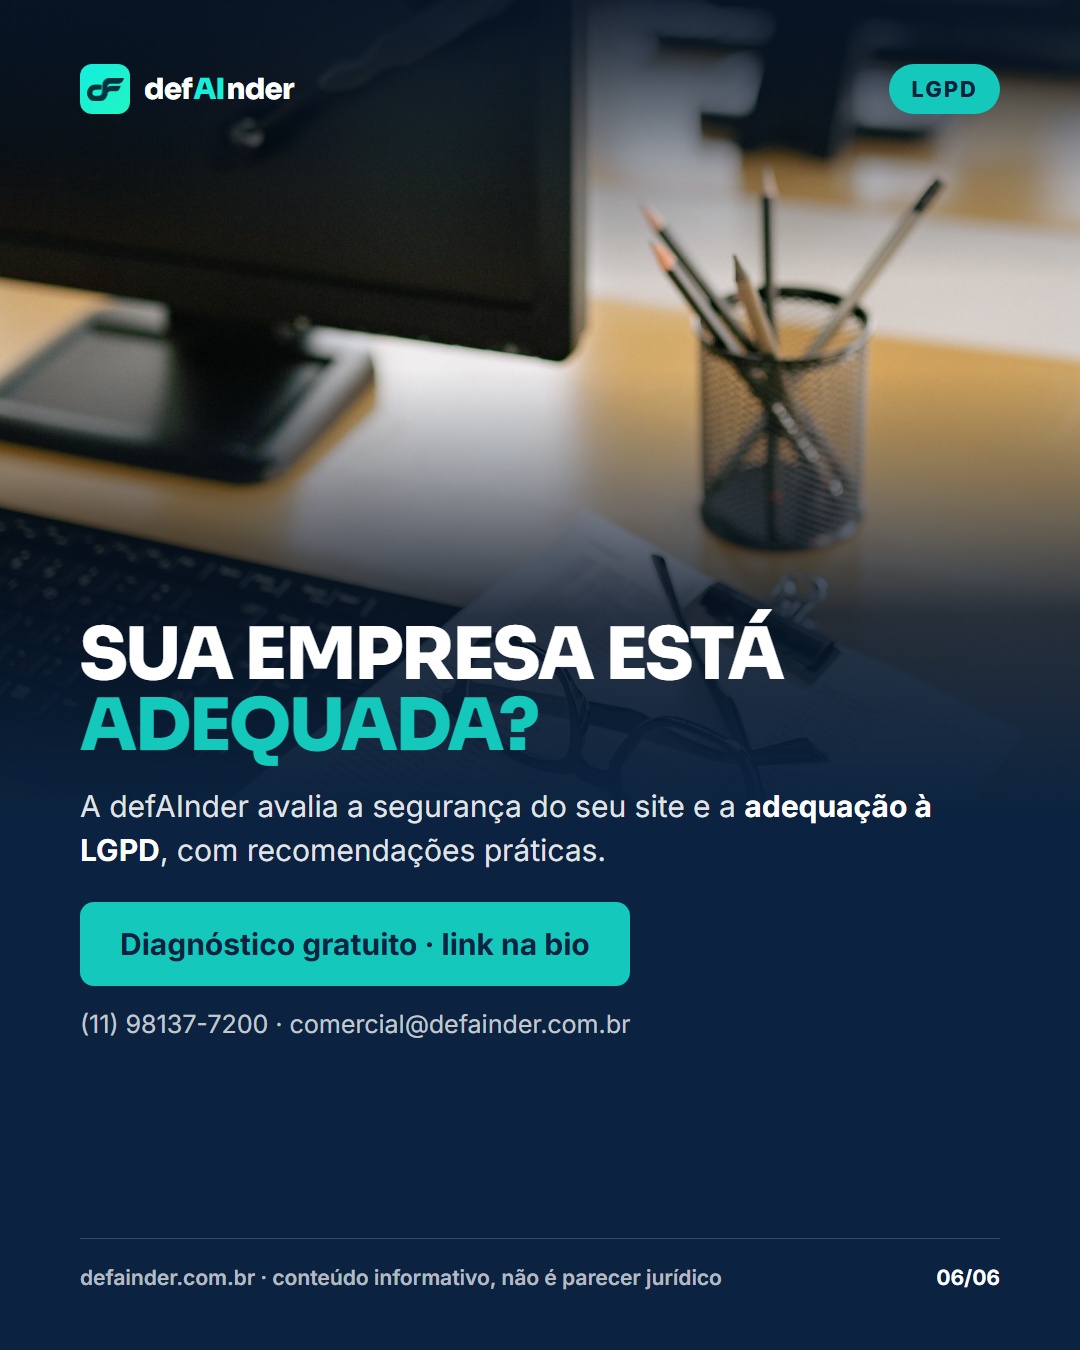 defAInder
LGPD
SUA EMPRESA ESTÁ
ADEQUADA?
A defAInder avalia a segurança do seu site e a adequação à
LGPD, com recomendações práticas.
Diagnóstico gratuito · link na bio
(11) 98137-7200 · comercial@defainder.com.br
defainder.com.br · conteúdo informativo, não é parecer jurídico
06/06